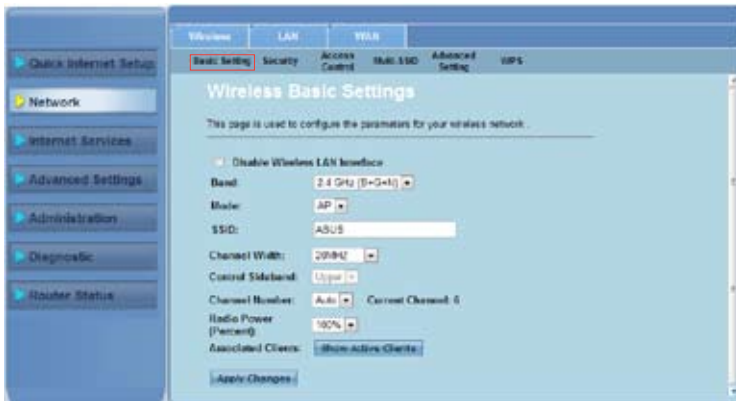 Wireless LAN WAN
Basic Setting Security Access Control Multi-SSID Advanced Setting WPS
Quick Internet Setup
Network
Internet Services
Advanced Settings
Administration
Diagnostic
Router Status
Wireless Basic Settings
This page is used to configure the parameters for your wireless network.
Disable Wireless LAN Interface
Band: 2.4 GHz (B+G+N)
Mode: AP
SSID: ASUS
Channel Width: 20MHZ
Control Sideband: Upper
Channel Number: Auto Current Channel: 6
Radio Power (Percent): 100%
Associated Clients: Show Active Clients
Apply Changes